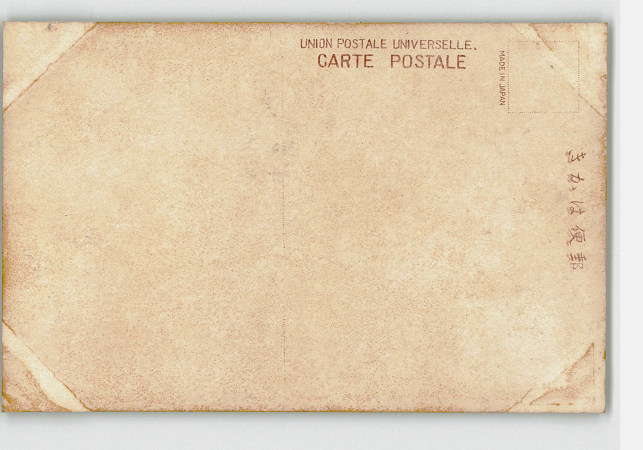 UNION POSTALE UNIVERSELLE.
CARTE POSTALE
MADE IN JAPAN
郵便はかき